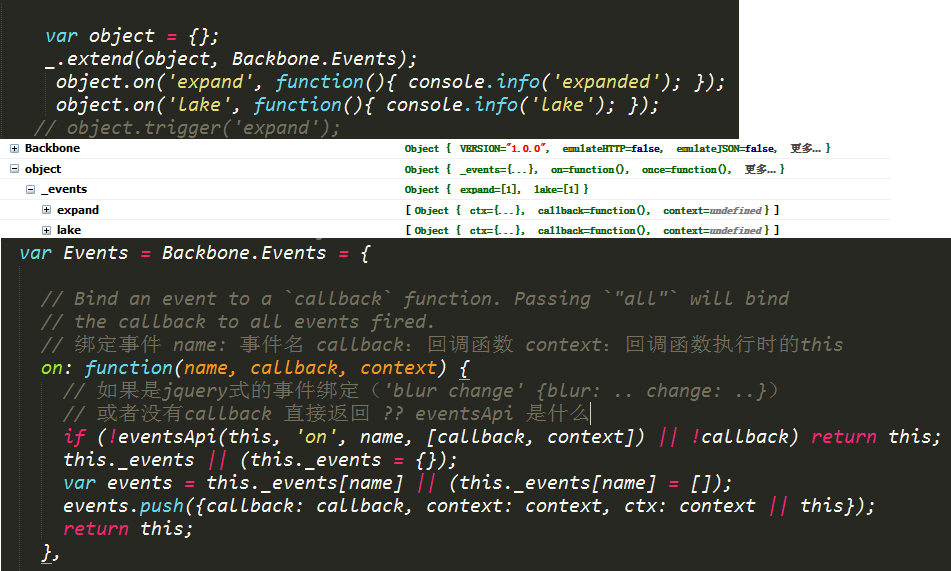 var object = {};
_.extend(object, Backbone.Events);
object.on('expand', function(){ console.info('expanded'); });
object.on('lake', function(){ console.info('lake'); });
// object.trigger('expand');
Backbone Object { VERSION="1.0.0", emulateHTTP=false, emulateJSON=false, 更多... }
object Object { _events={...}, on=function(), once=function(), 更多... }
_events Object { expand=[1], lake=[1] }
expand [ Object { ctx={...}, callback=function(), context=undefined } ]
lake [ Object { ctx={...}, callback=function(), context=undefined } ]
var Events = Backbone.Events = {
// Bind an event to a `callback` function. Passing `"all"` will bind
// the callback to all events fired.
// 绑定事件 name: 事件名 callback: 回调函数 context: 回调函数执行时的this
on: function(name, callback, context) {
// 如果是jquery式的事件绑定（'blur change' {blur: .. change: ..}）
// 或者没有callback 直接返回 ?? eventsApi 是什么
if (!eventsApi(this, 'on', name, [callback, context]) || !callback) return this;
this._events || (this._events = {});
var events = this._events[name] || (this._events[name] = []);
events.push({callback: callback, context: context, ctx: context || this});
return this;
},